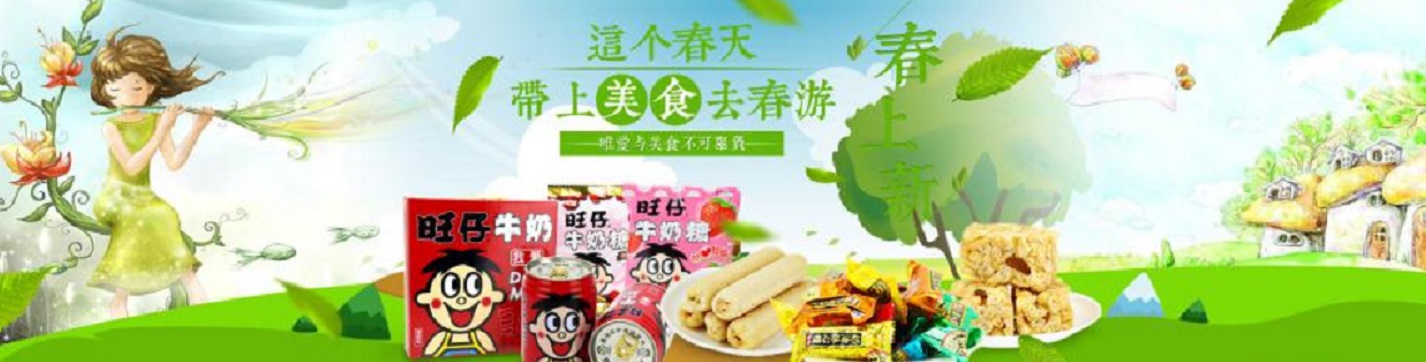 這个春天
帶上美食去春游
唯爱与美食不可辜负
春上新
旺仔牛奶
旺仔
牛奶糖
旺仔
牛奶糖